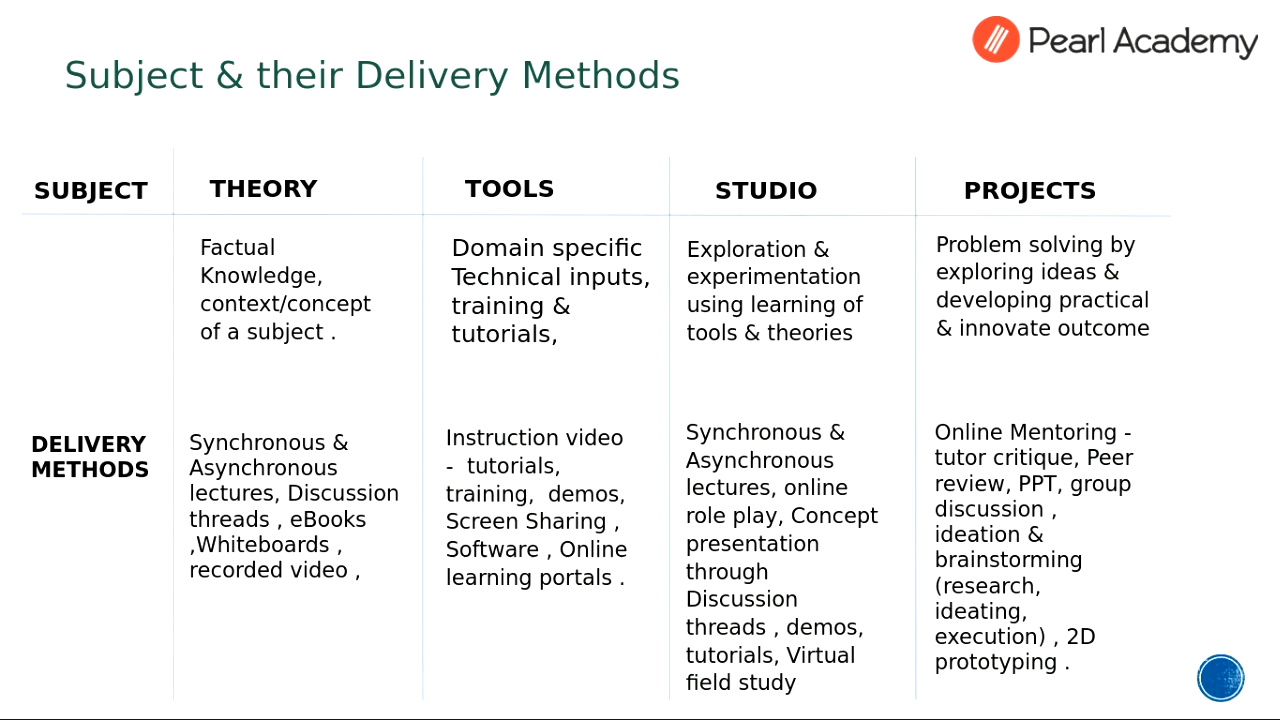 Pearl Academy
Subject & their Delivery Methods
SUBJECT
THEORY
TOOLS
STUDIO
PROJECTS
Factual
Knowledge,
context/concept
of a subject .
Domain specific
Technical inputs,
training &
tutorials,
Exploration &
experimentation
using learning of
tools & theories
Problem solving by
exploring ideas &
developing practical
& innovate outcome
DELIVERY
METHODS
Synchronous &
Asynchronous
lectures, Discussion
threads , eBooks
,Whiteboards ,
recorded video ,
Instruction video
-  tutorials,
training,  demos,
Screen Sharing ,
Software , Online
learning portals .
Synchronous &
Asynchronous
lectures, online
role play, Concept
presentation
through
Discussion
threads , demos,
tutorials, Virtual
field study
Online Mentoring -
tutor critique, Peer
review, PPT, group
discussion ,
ideation &
brainstorming
(research,
ideating,
execution) , 2D
prototyping .